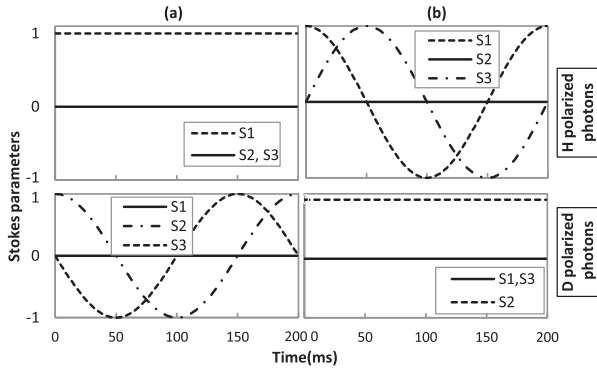 (a)
(b)
Stokes parameters
1
0
-1
S1
S2, S3
S1
S2
S3
H polarized
photons
1
0
-1
S1
S2
S3
S1,S3
S2
D polarized
photons
0 50 100 150 200 0 50 100 150 200
Time(ms)